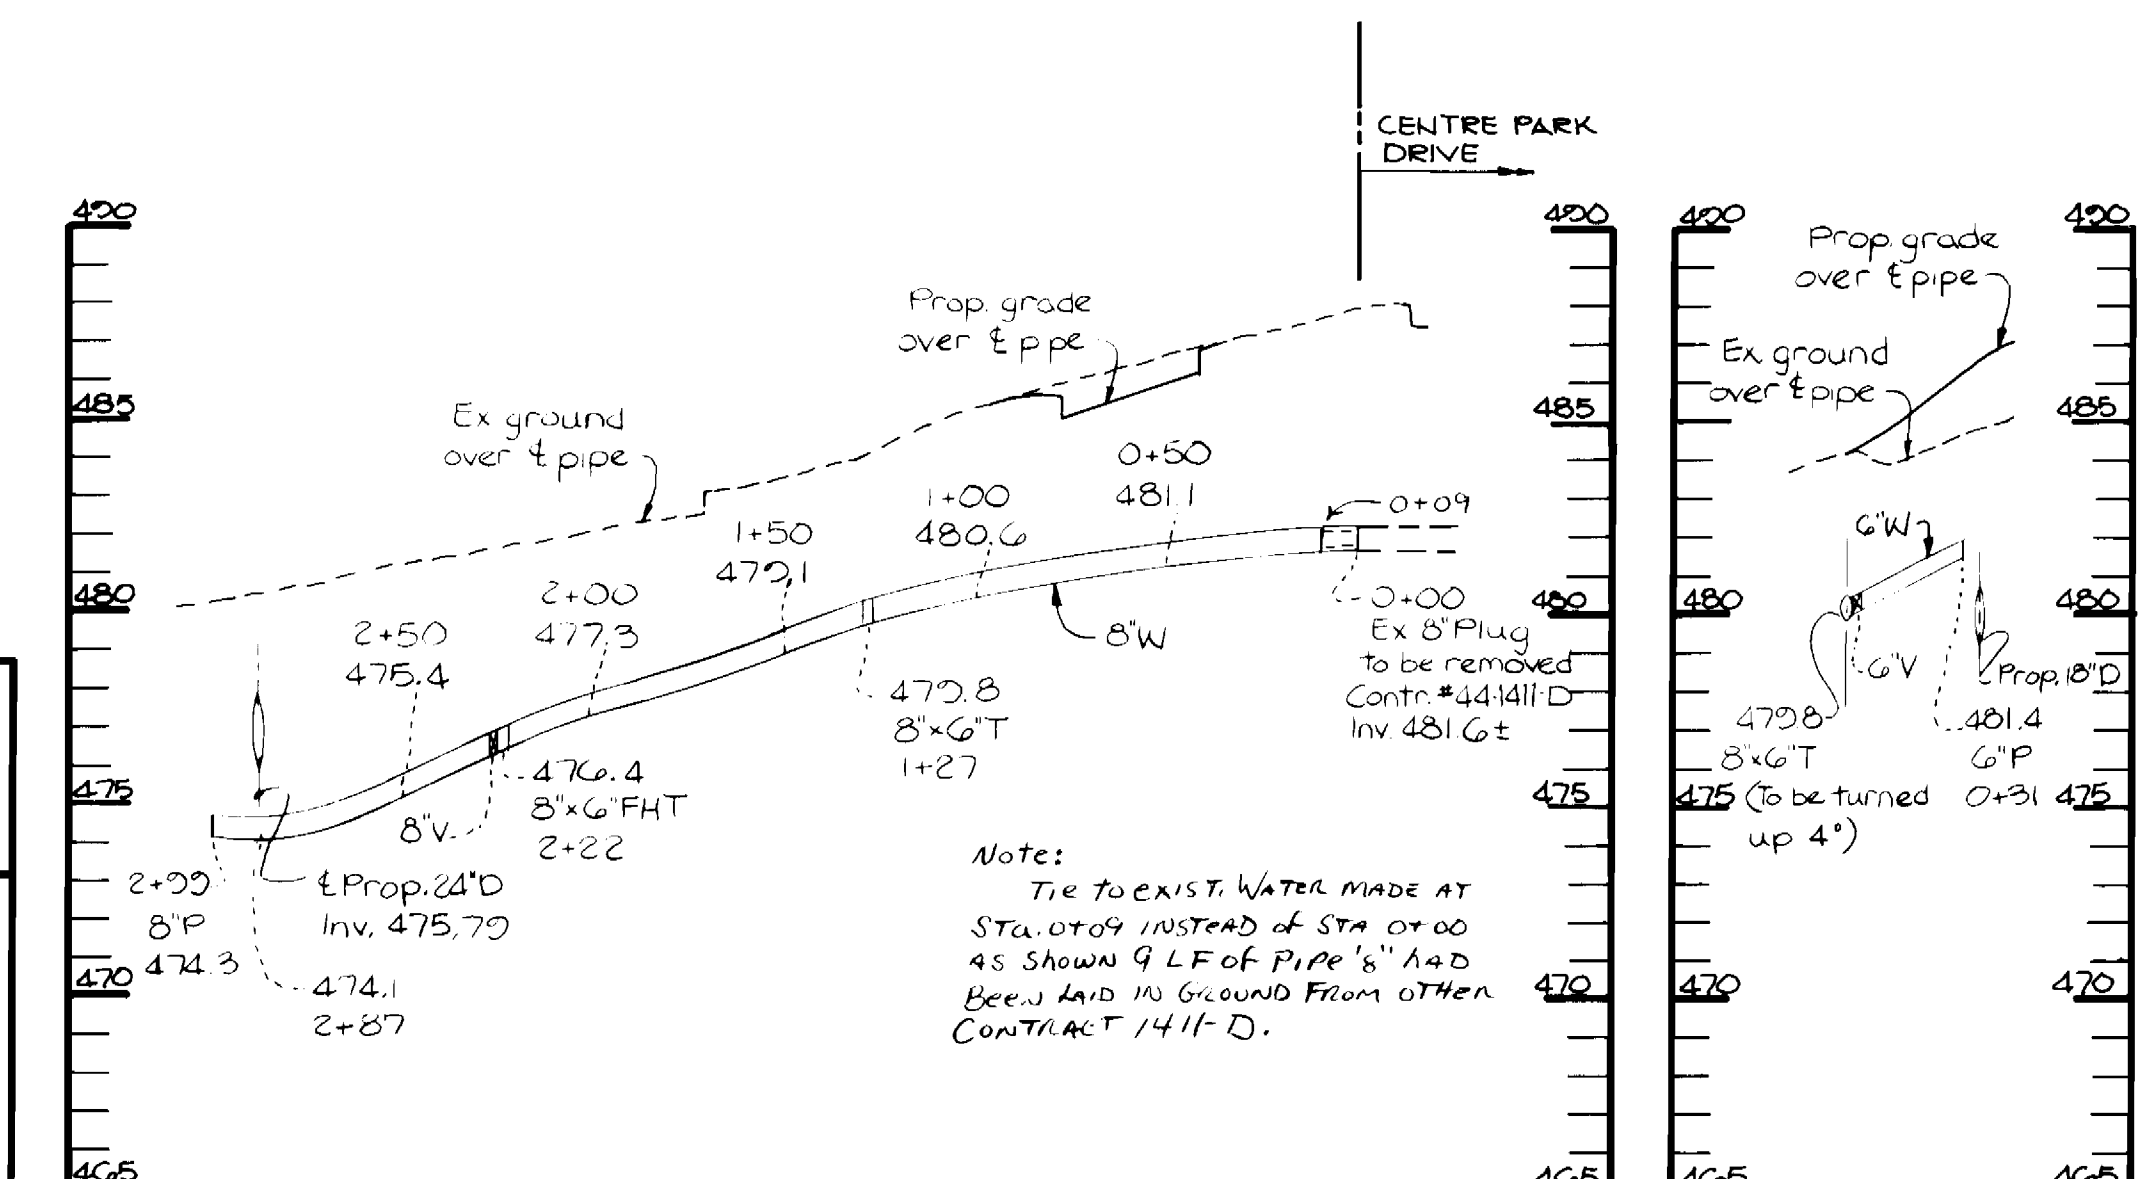 CENTRE PARK
DRIVE
490
485
480
475
470
465
Ex ground
over ℄ pipe
Prop. grade
over ℄ p pe
2+50
475.4
2+00
477.3
1+50
479.1
1+00
480.6
0+50
481.1
0+09
8"W
0+00
Ex 8" Plug
to be removed
Contr. #44-1411-D
Inv. 481.6 ±
479.8
8"x6"T
1+27
476.4
8"x6"FHT
2+22
8"V
℄ Prop. 24"D
Inv. 475.79
2+99
8"P
474.3
474.1
2+87
Note:
Tie to exist. WATER MADE AT
STa. 0+09 INSTEAD of STA 0+00
AS SHOWN 9 LF of PIPe '8" hAD
BeeN LAID IN GROUND FROM OTHER
CONTRACT 1411-D.
490
485
480
475
470
465
490
485
480
475
470
465
Prop. grade
over ℄ pipe
Ex ground
over ℄ pipe
6"W
6"V
Prop. 18"D
479.8
8"x6"T
(To be turned
up 4°)
481.4
6"P
0+31
490
485
480
475
470
465